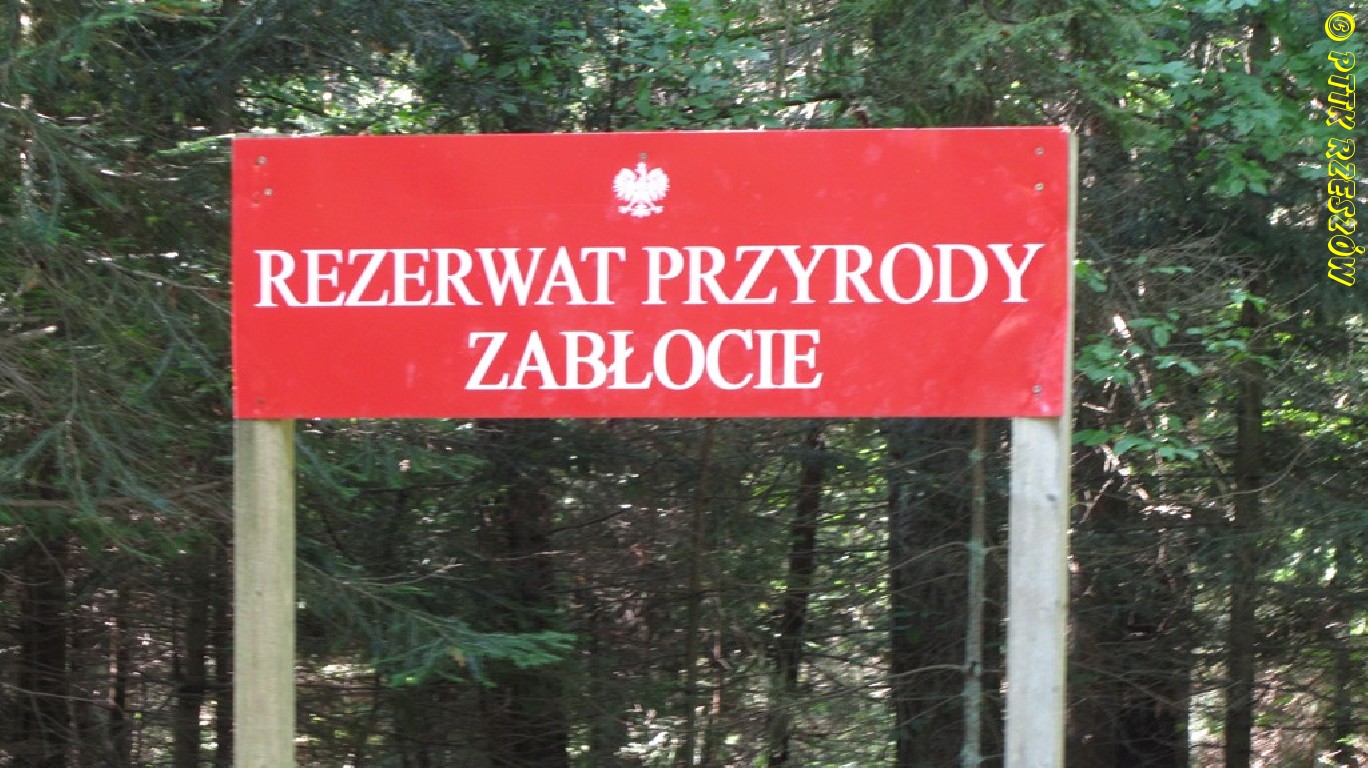 REZERWAT PRZYRODY
ZABŁOCIE
© PTTK RZESZÓW